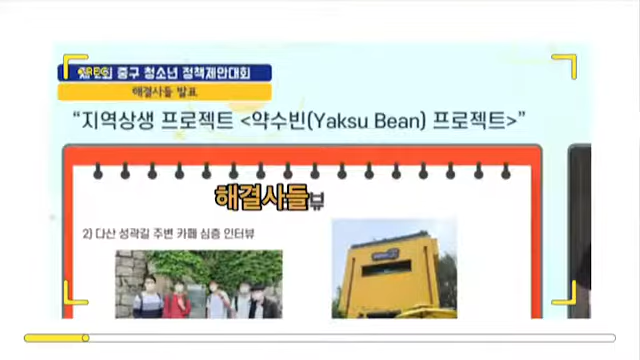 중구 청소년 정책제안대회
해결사들 발표
“지역상생 프로젝트 <약수빈(Yaksu Bean) 프로젝트>”
해결사들뷰
2) 다산 성곽길 주변 카페 심층 인터뷰